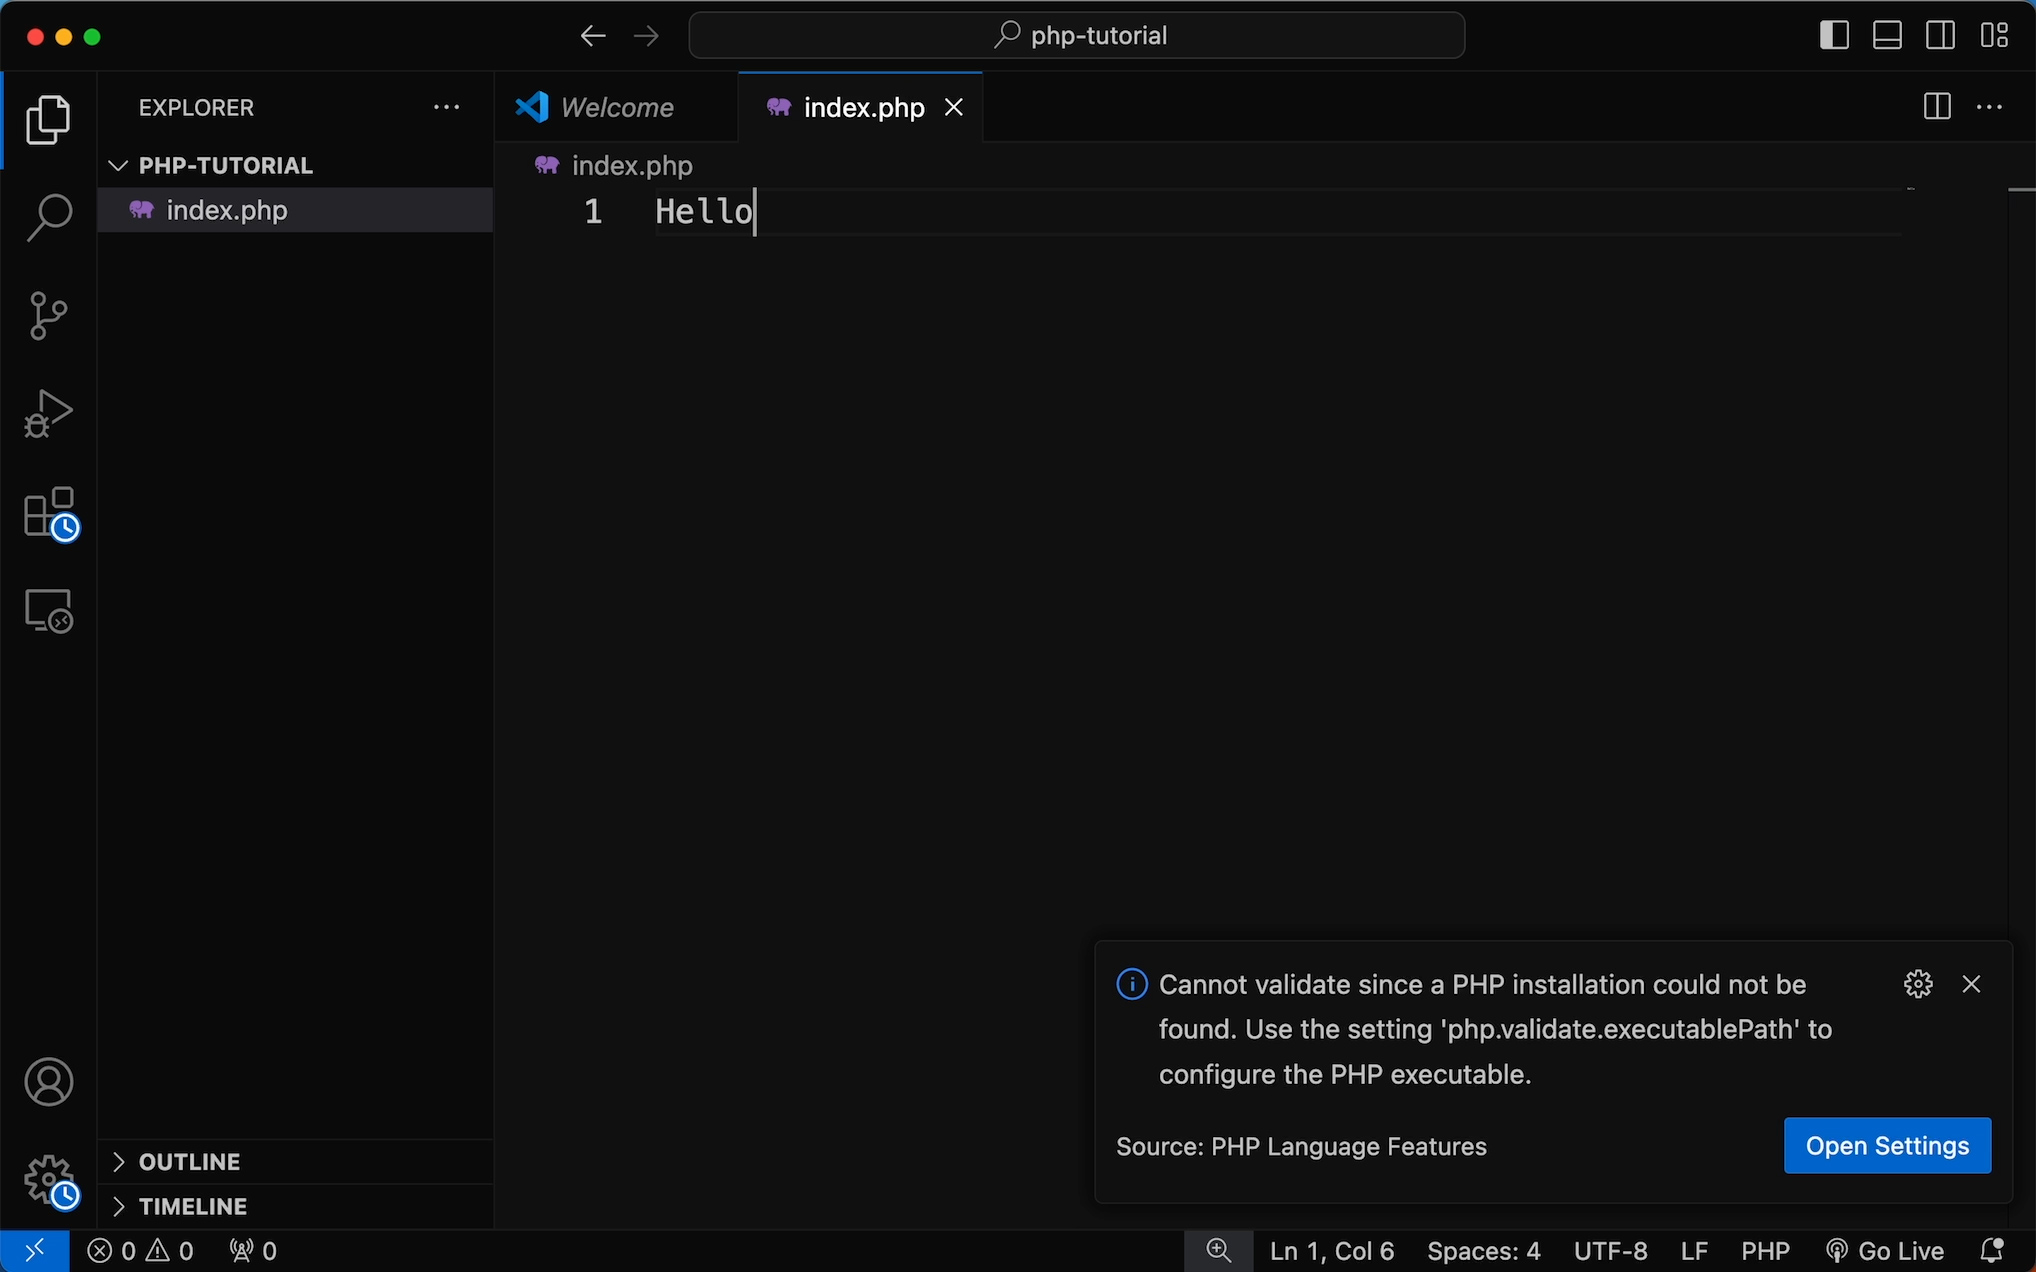 php-tutorial
EXPLORER
Welcome
index.php
PHP-TUTORIAL
index.php
index.php
1 Hello
Cannot validate since a PHP installation could not be
found. Use the setting 'php.validate.executablePath' to
configure the PHP executable.
Source: PHP Language Features
Open Settings
OUTLINE
TIMELINE
0 0 0
Ln 1, Col 6 Spaces: 4 UTF-8 LF PHP Go Live